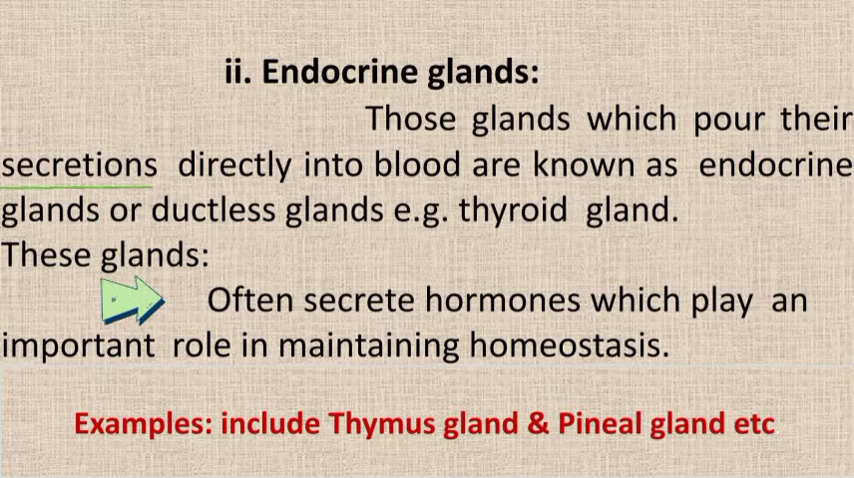 ii. Endocrine glands:
Those glands which pour their
secretions directly into blood are known as endocrine
glands or ductless glands e.g. thyroid gland.
These glands:
Often secrete hormones which play an
important role in maintaining homeostasis.
Examples: include Thymus gland & Pineal gland etc